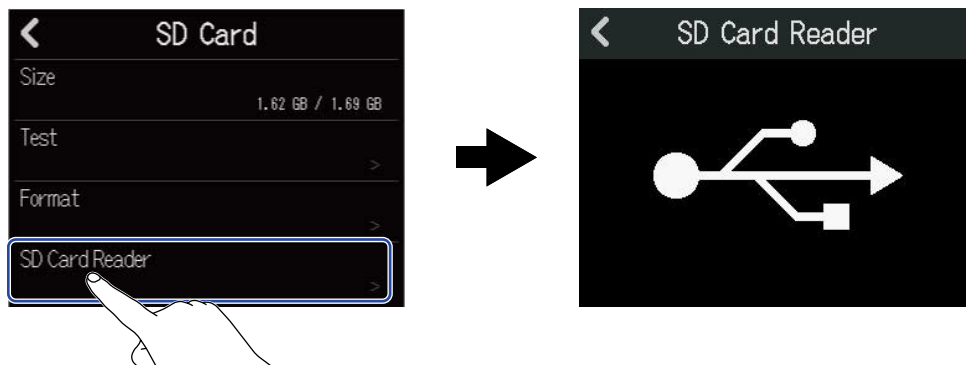 SD Card
Size
1.62 GB / 1.69 GB
Test
>
Format
>
SD Card Reader
>
SD Card Reader